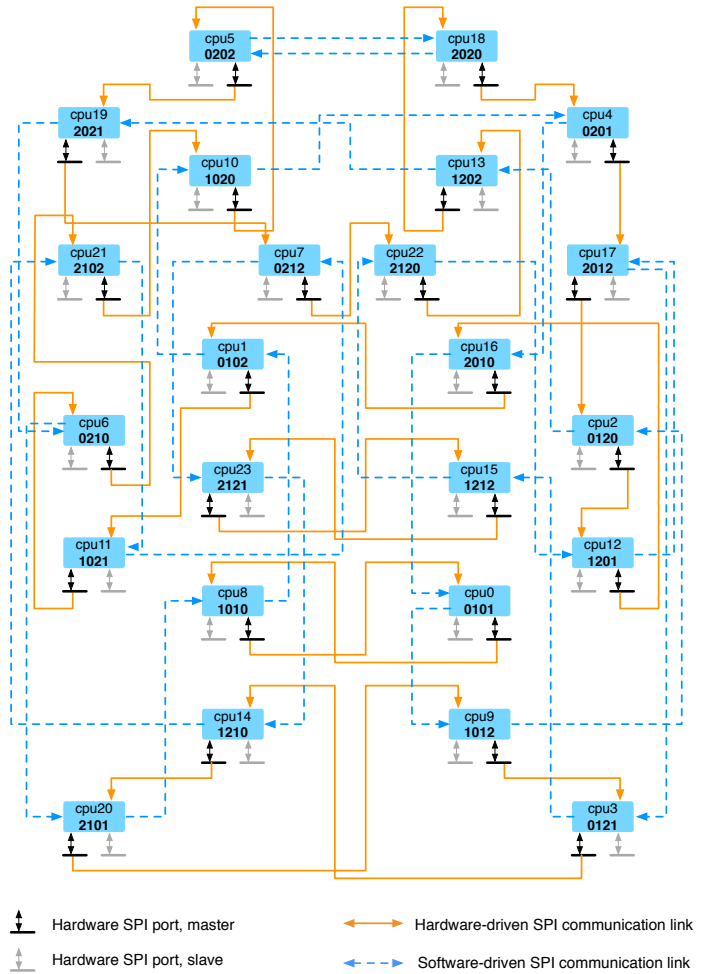 cpu5
0202
cpu18
2020
cpu19
2021
cpu4
0201
cpu10
1020
cpu13
1202
cpu21
2102
cpu7
0212
cpu22
2120
cpu17
2012
cpu1
0102
cpu16
2010
cpu6
0210
cpu2
0120
cpu23
2121
cpu15
1212
cpu11
1021
cpu12
1201
cpu8
1010
cpu0
0101
cpu14
1210
cpu9
1012
cpu20
2101
cpu3
0121
Hardware SPI port, master
Hardware-driven SPI communication link
Hardware SPI port, slave
Software-driven SPI communication link